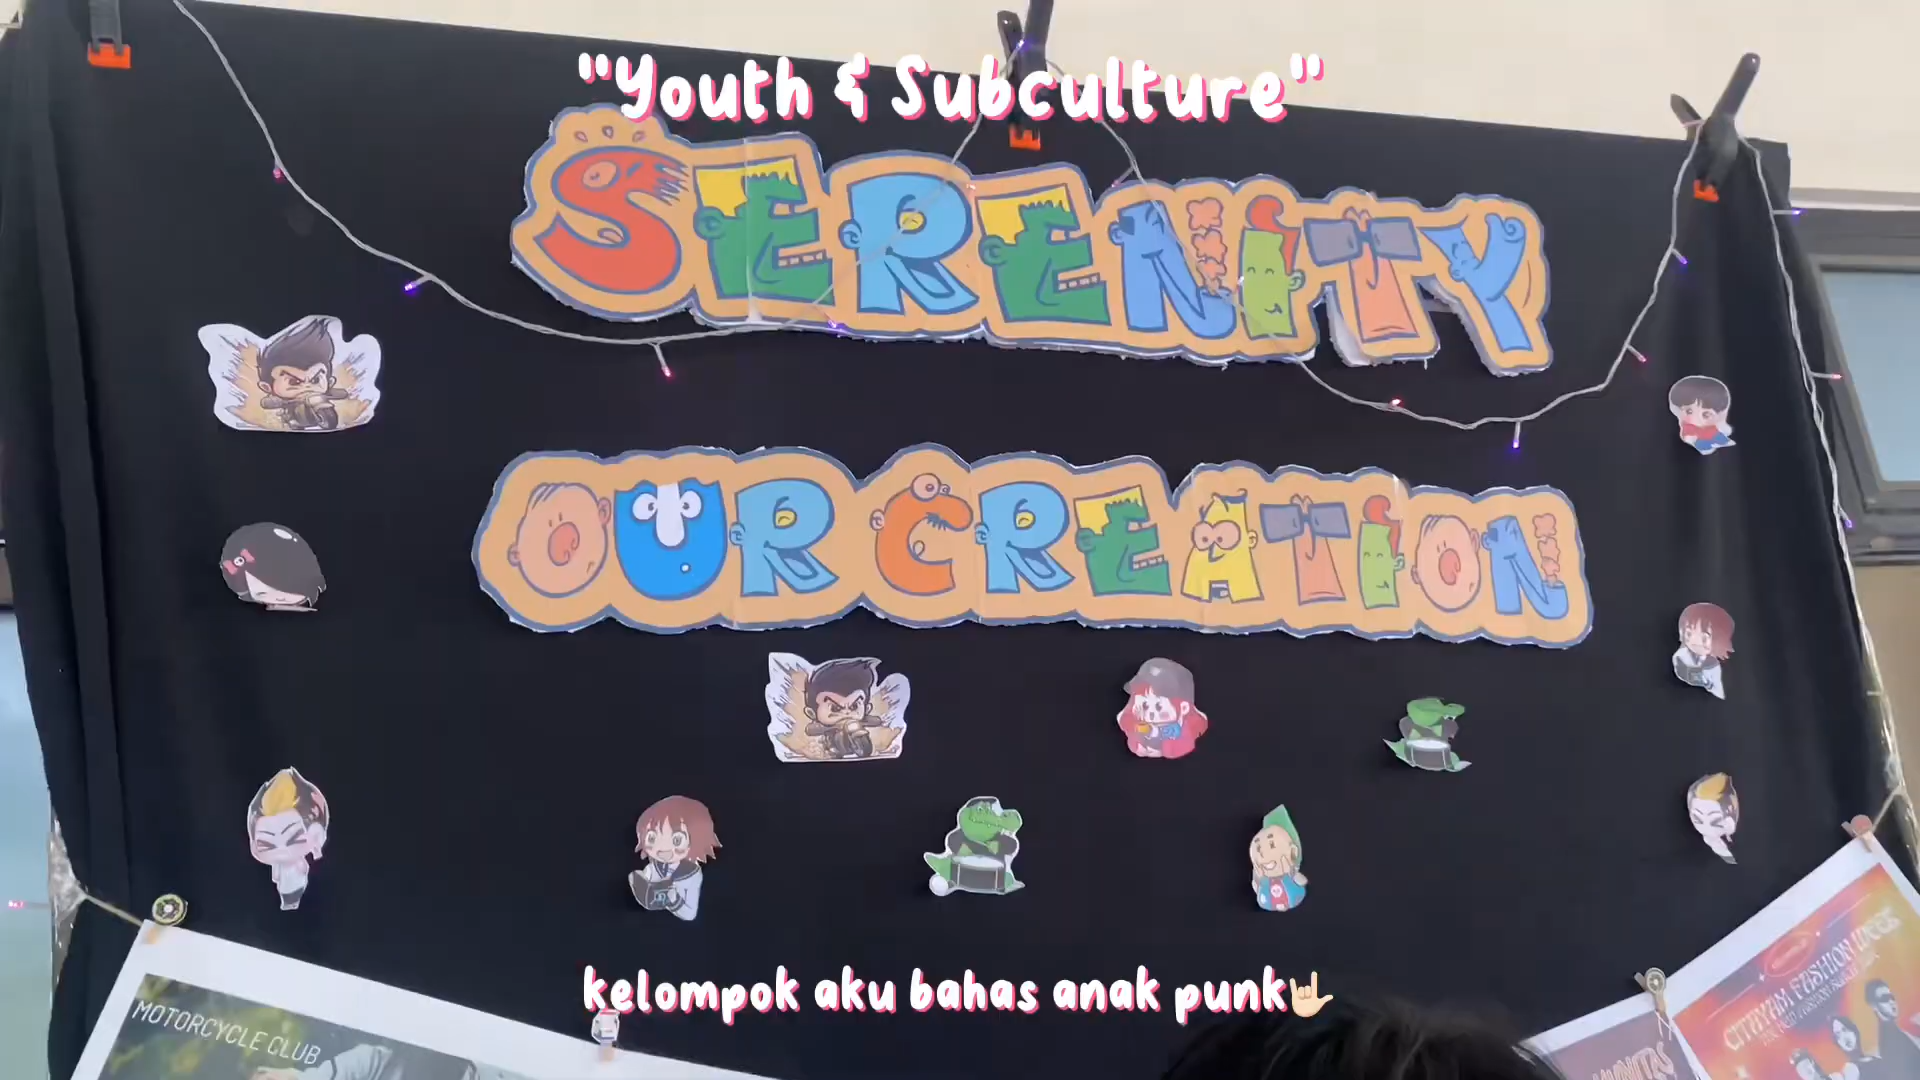 "Youth & Subculture"
SERENITY
OUR CREATION
kelompok aku bahas anak punk🤟🏻
MOTORCYCLE CLUB
CITAYAM FASHION WEEK